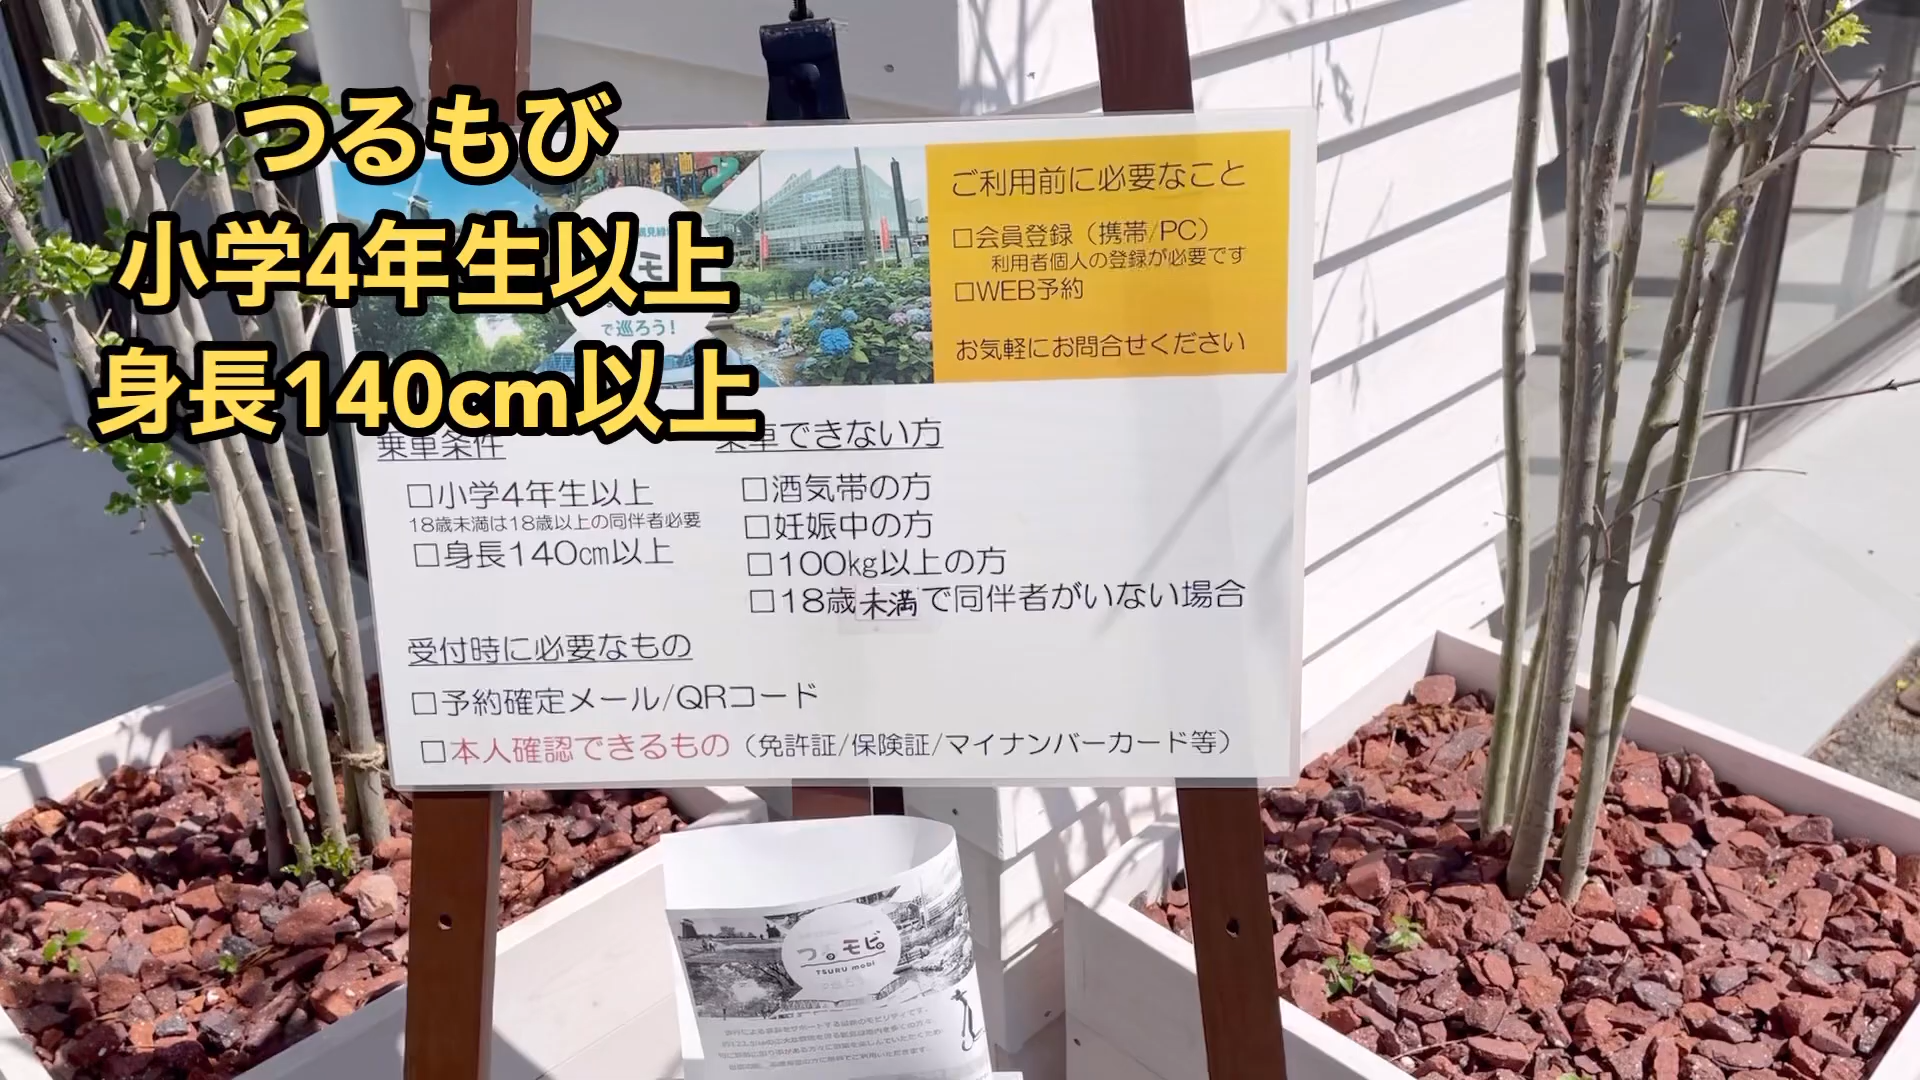 つるもび
小学4年生以上
身長140cm以上
で巡ろう!
ご利用前に必要なこと
□会員登録（携帯/PC）
利用者個人の登録が必要です
□WEB予約
お気軽にお問合せください
乗車条件
□小学4年生以上
18歳未満は18歳以上の同伴者必要
□身長140cm以上
乗車できない方
□酒気帯の方
□妊娠中の方
□100kg以上の方
□18歳未満で同伴者がいない場合
受付時に必要なもの
□予約確定メール/QRコード
□本人確認できるもの（免許証/保険証/マイナンバーカード等）
つるモビ
TSURU mobi